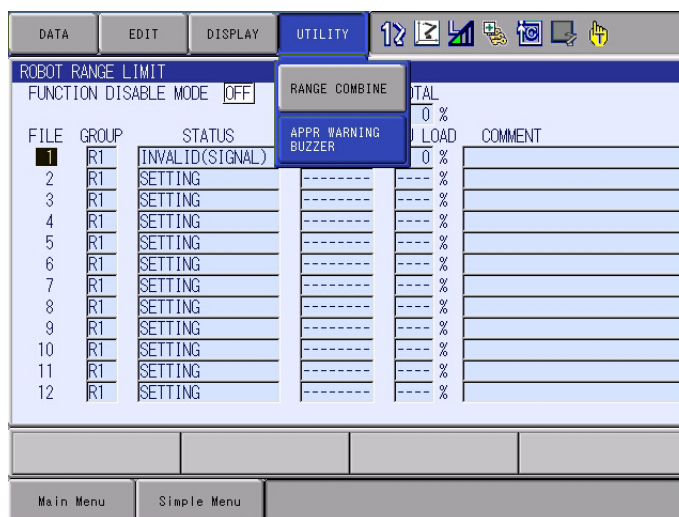 DATA EDIT DISPLAY UTILITY
ROBOT RANGE LIMIT
FUNCTION DISABLE MODE OFF
RANGE COMBINE
0 %
FILE GROUP STATUS LOAD COMMENT
APPR WARNING
BUZZER
1 R1 INVALID(SIGNAL) 0 %
2 R1 SETTING -------- ---- %
3 R1 SETTING -------- ---- %
4 R1 SETTING -------- ---- %
5 R1 SETTING -------- ---- %
6 R1 SETTING -------- ---- %
7 R1 SETTING -------- ---- %
8 R1 SETTING -------- ---- %
9 R1 SETTING -------- ---- %
10 R1 SETTING -------- ---- %
11 R1 SETTING -------- ---- %
12 R1 SETTING -------- ---- %
Main Menu Simple Menu